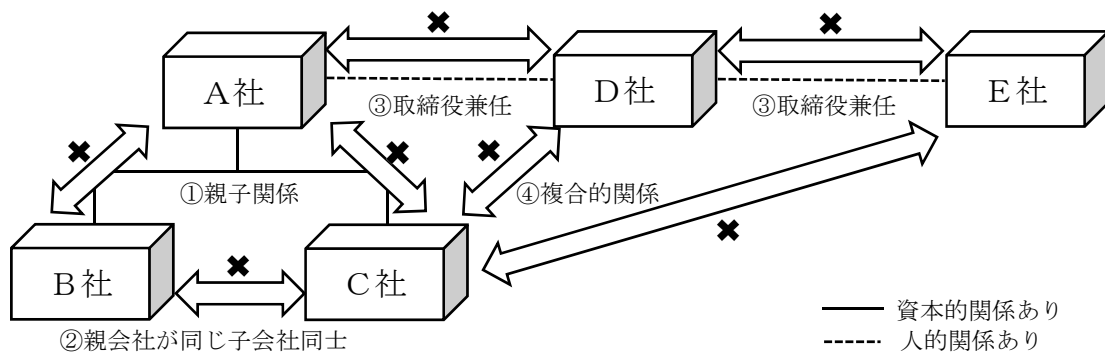 A社
D社
E社
③取締役兼任
③取締役兼任
①親子関係
④複合的関係
B社
C社
②親会社が同じ子会社同士
資本的関係あり
人的関係あり